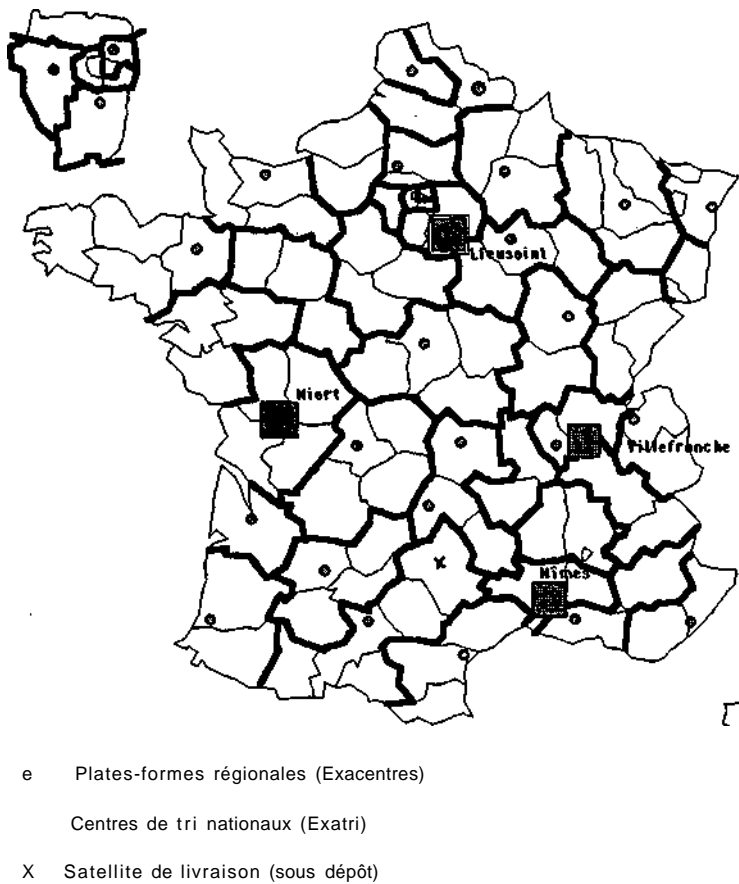 Lieusaint
Niort
Villefranche
Nîmes
x
e Plates-formes régionales (Exacentres)
Centres de tri nationaux (Exatri)
X Satellite de livraison (sous dépôt)